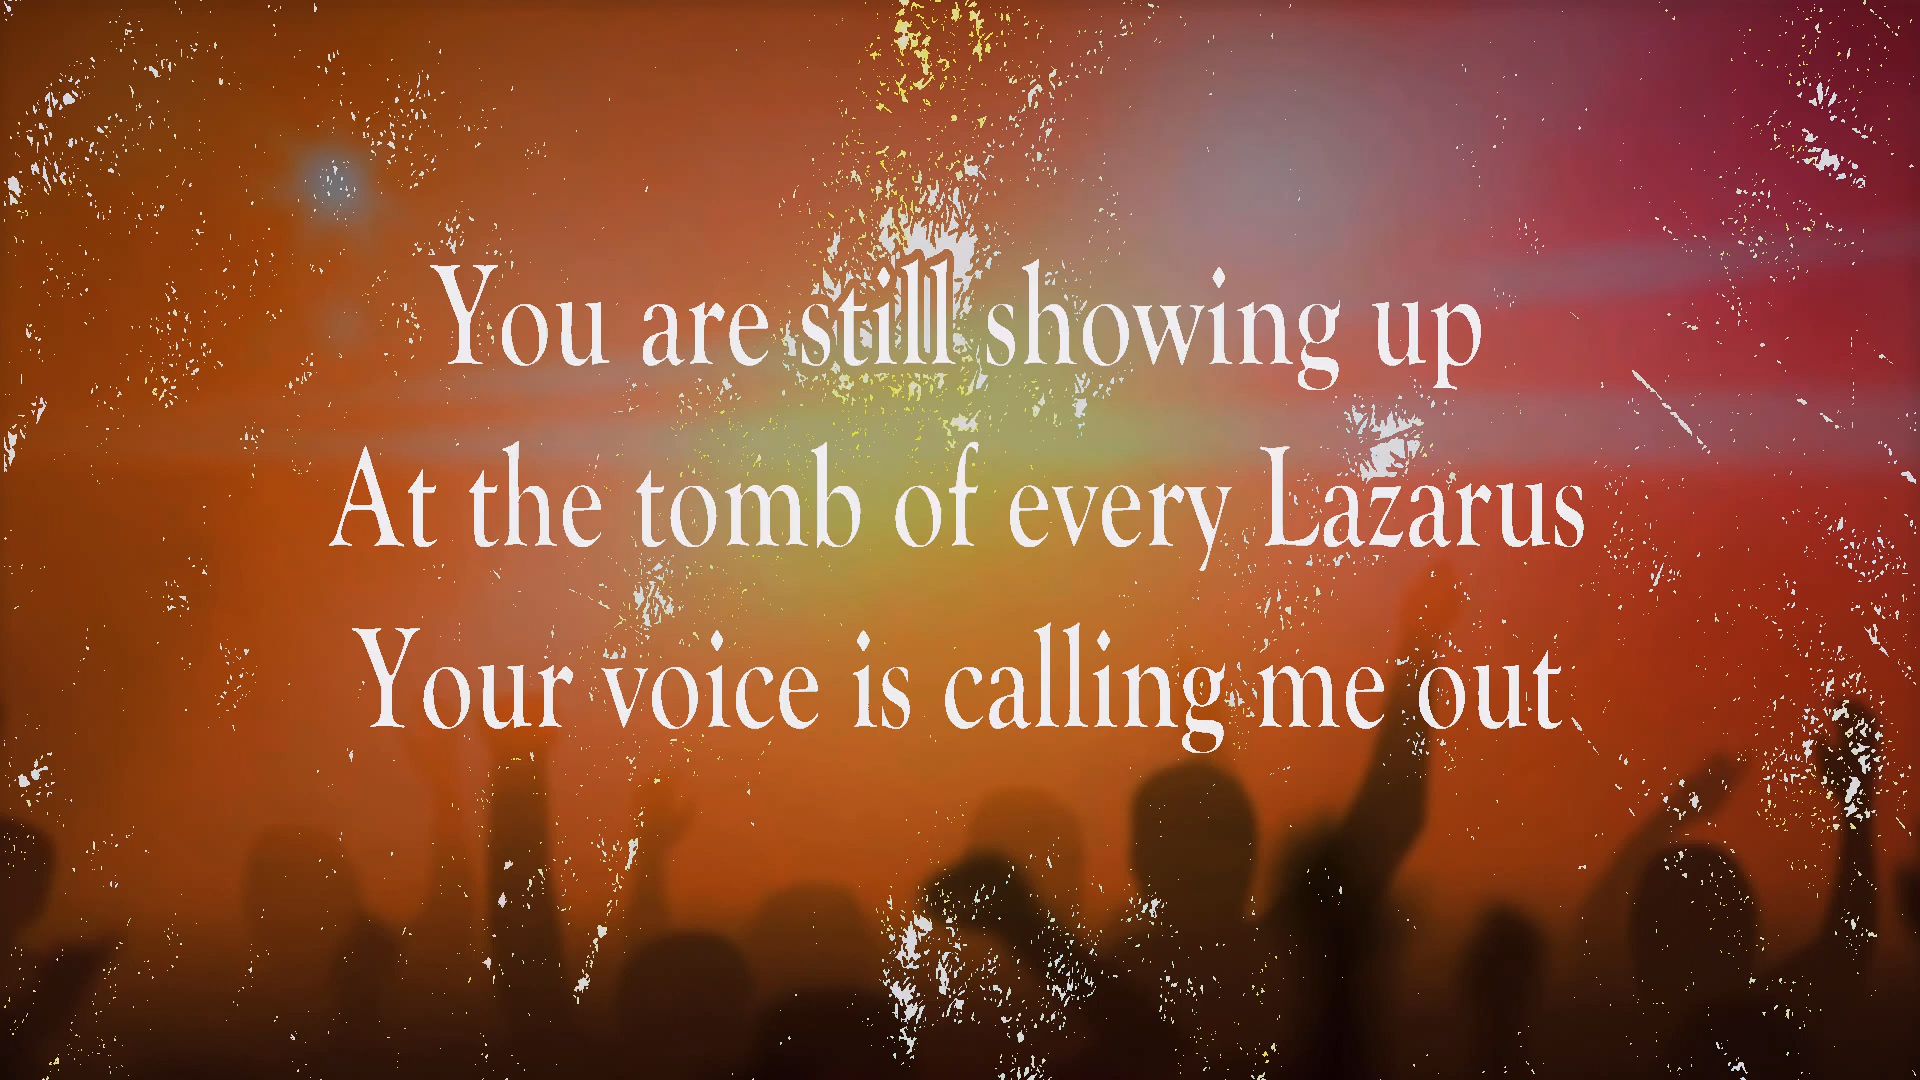 You are still showing up
At the tomb of every Lazarus
Your voice is calling me out